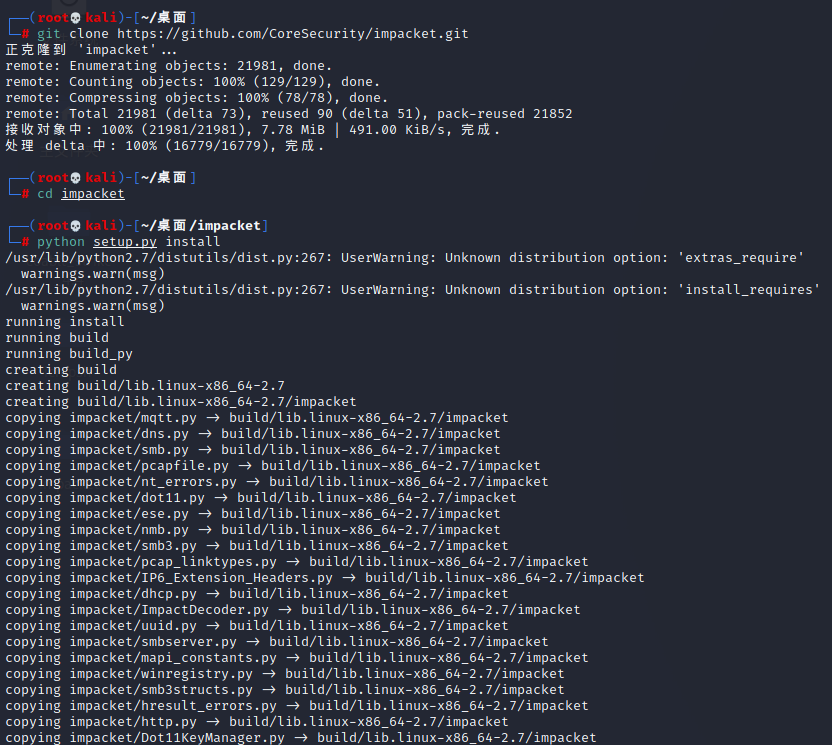 ┌──(root💀kali)-[~/桌面]
└─# git clone https://github.com/CoreSecurity/impacket.git
正克隆到 'impacket'...
remote: Enumerating objects: 21981, done.
remote: Counting objects: 100% (129/129), done.
remote: Compressing objects: 100% (78/78), done.
remote: Total 21981 (delta 73), reused 90 (delta 51), pack-reused 21852
接收对象中: 100% (21981/21981), 7.78 MiB | 491.00 KiB/s, 完成.
处理 delta 中: 100% (16779/16779), 完成.
┌──(root💀kali)-[~/桌面]
└─# cd impacket
┌──(root💀kali)-[~/桌面/impacket]
└─# python setup.py install
/usr/lib/python2.7/distutils/dist.py:267: UserWarning: Unknown distribution option: 'extras_require'
  warnings.warn(msg)
/usr/lib/python2.7/distutils/dist.py:267: UserWarning: Unknown distribution option: 'install_requires'
  warnings.warn(msg)
running install
running build
running build_py
creating build
creating build/lib.linux-x86_64-2.7
creating build/lib.linux-x86_64-2.7/impacket
copying impacket/mqtt.py → build/lib.linux-x86_64-2.7/impacket
copying impacket/dns.py → build/lib.linux-x86_64-2.7/impacket
copying impacket/smb.py → build/lib.linux-x86_64-2.7/impacket
copying impacket/pcapfile.py → build/lib.linux-x86_64-2.7/impacket
copying impacket/nt_errors.py → build/lib.linux-x86_64-2.7/impacket
copying impacket/dot11.py → build/lib.linux-x86_64-2.7/impacket
copying impacket/ese.py → build/lib.linux-x86_64-2.7/impacket
copying impacket/nmb.py → build/lib.linux-x86_64-2.7/impacket
copying impacket/smb3.py → build/lib.linux-x86_64-2.7/impacket
copying impacket/pcap_linktypes.py → build/lib.linux-x86_64-2.7/impacket
copying impacket/IP6_Extension_Headers.py → build/lib.linux-x86_64-2.7/impacket
copying impacket/dhcp.py → build/lib.linux-x86_64-2.7/impacket
copying impacket/ImpactDecoder.py → build/lib.linux-x86_64-2.7/impacket
copying impacket/uuid.py → build/lib.linux-x86_64-2.7/impacket
copying impacket/smbserver.py → build/lib.linux-x86_64-2.7/impacket
copying impacket/mapi_constants.py → build/lib.linux-x86_64-2.7/impacket
copying impacket/winregistry.py → build/lib.linux-x86_64-2.7/impacket
copying impacket/smb3structs.py → build/lib.linux-x86_64-2.7/impacket
copying impacket/hresult_errors.py → build/lib.linux-x86_64-2.7/impacket
copying impacket/http.py → build/lib.linux-x86_64-2.7/impacket
copying impacket/Dot11KeyManager.py → build/lib.linux-x86_64-2.7/impacket